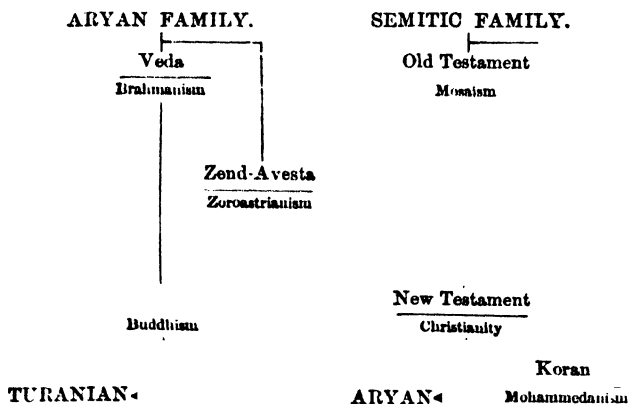 ARYAN FAMILY. SEMITIC FAMILY.
Veda Old Testament
Brahmanism Mosaism
Zend-Avesta
Zoroastrianism
New Testament
Buddhism Christianity
Koran
TURANIAN ARYAN Mohammedanism